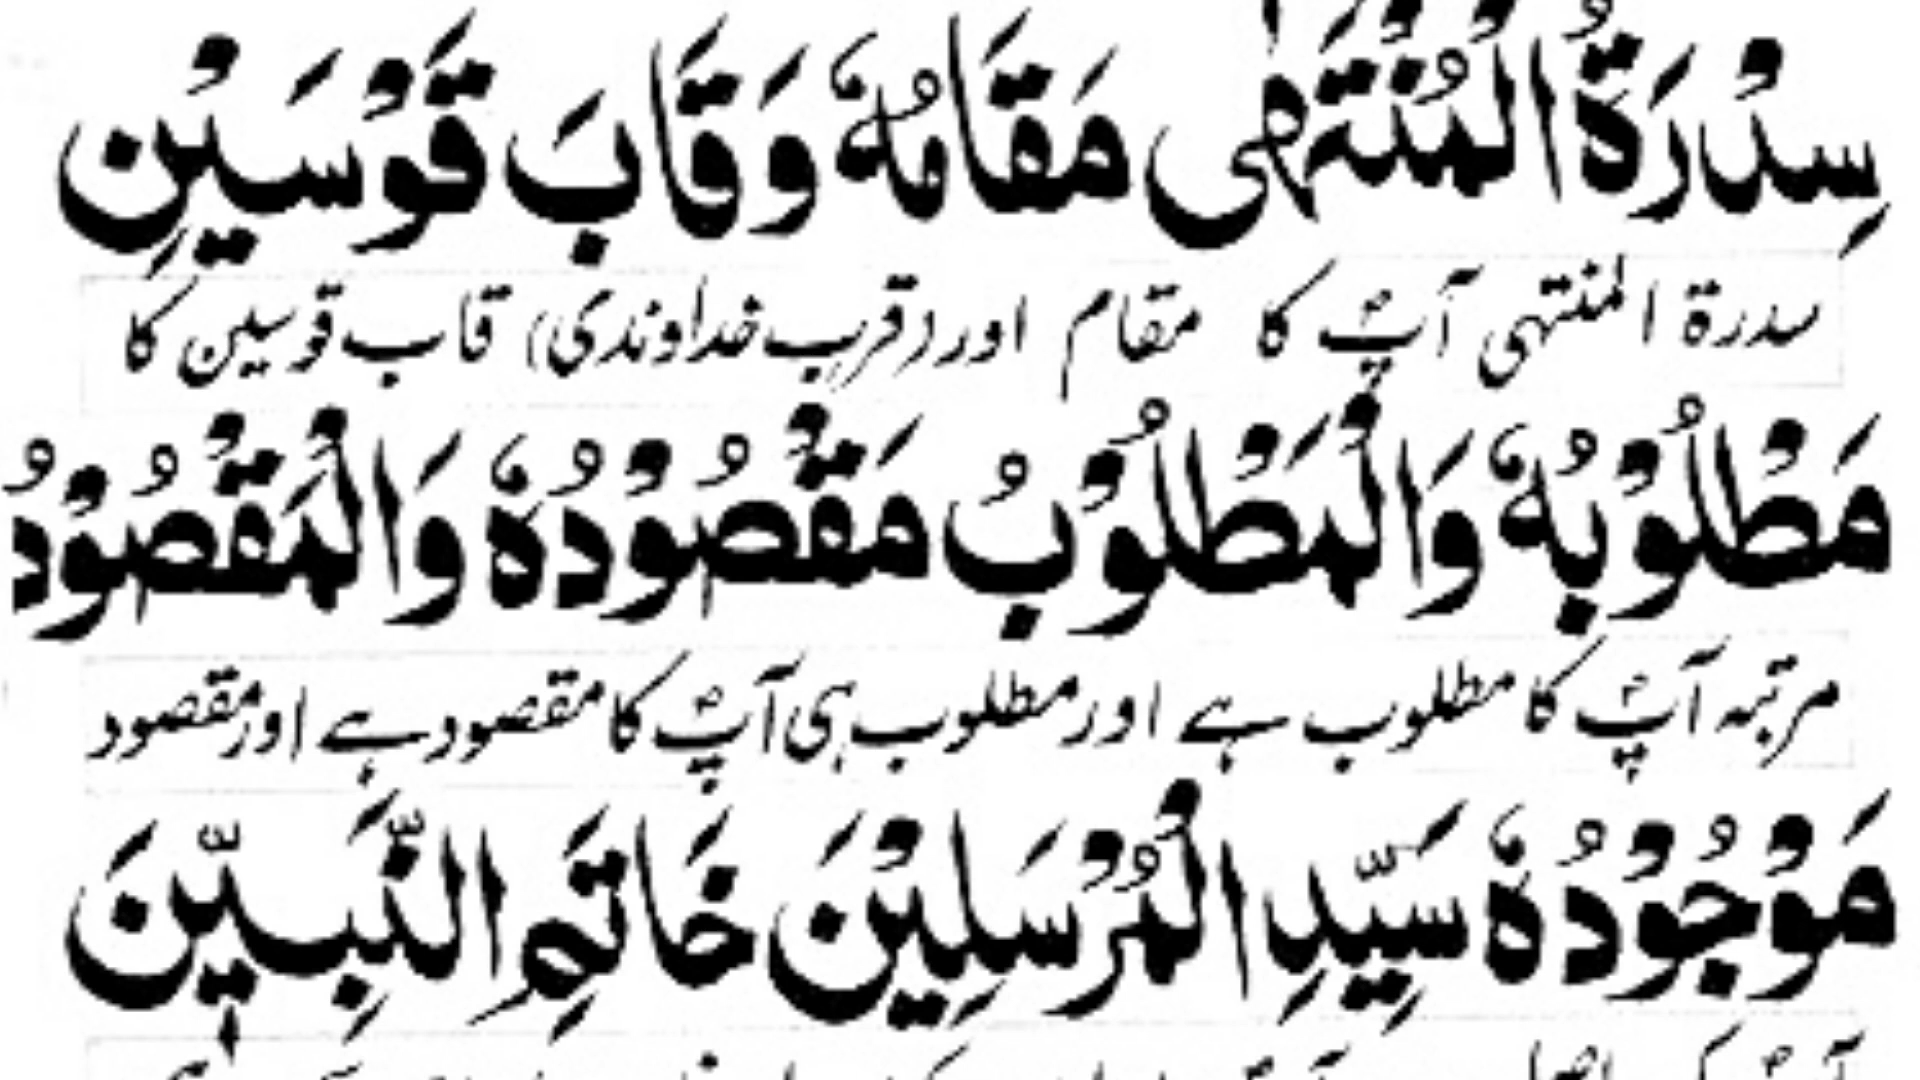 سِدْرَةُ الْمُنْتَهٰى مَقَامُهٗ وَقَابَ قَوْسَيْنِ
سدرۃ المنتہی آپؐ کا مقام اور (قرب خداوندی) قاب قوسین کا
مَطْلُوْبُهٗ وَالْمَطْلُوْبُ مَقْصُوْدُهٗ وَالْمَقْصُوْدُ
مرتبہ آپؐ کا مطلوب ہے اور مطلوب ہی آپؐ کا مقصود ہے اور مقصود
مَوْجُوْدُهٗ سَيِّدِ الْمُرْسَلِيْنَ خَاتَمِ النَّبِيّٖنَ